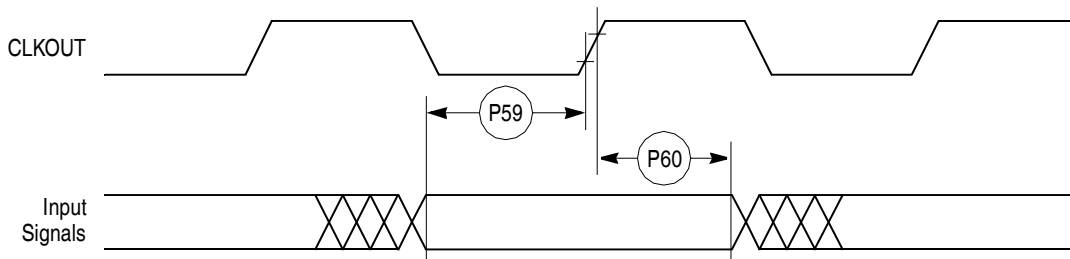 CLKOUT
P59
P60
Input
Signals